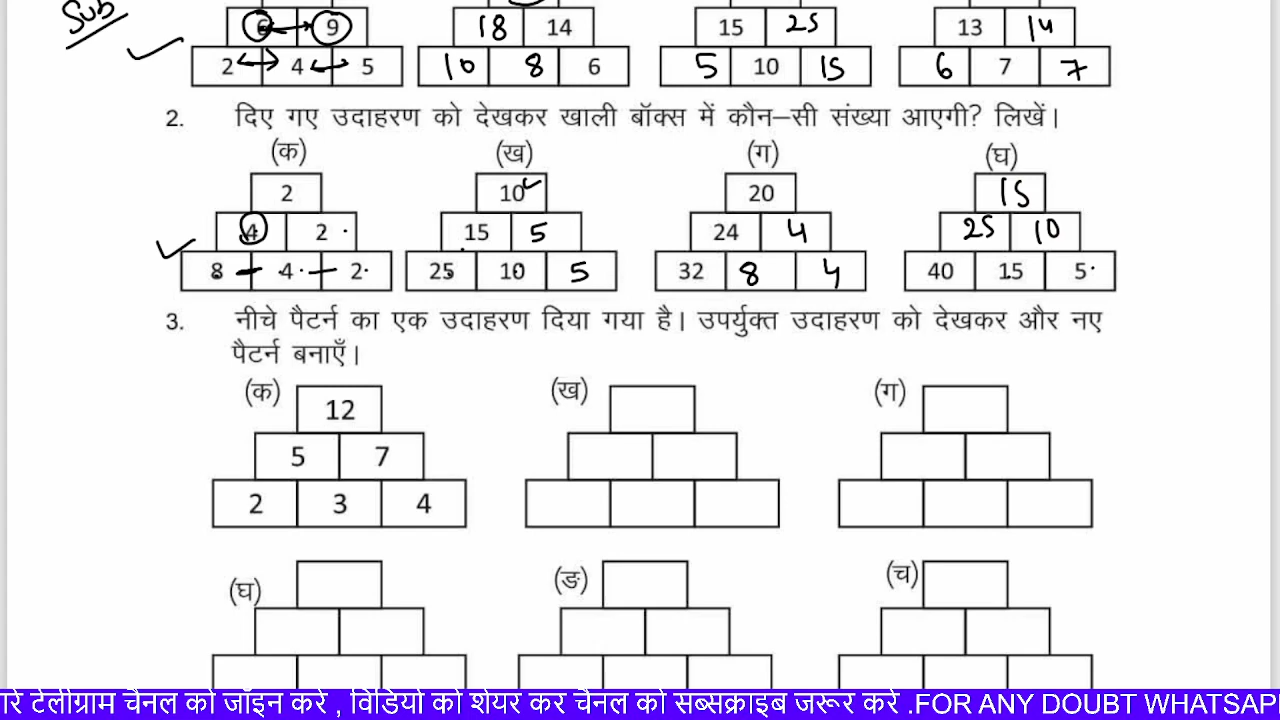 Sub
6 9 18 14 15 25 13 14
2 4 5 10 8 6 5 10 15 6 7 7
2. दिए गए उदाहरण को देखकर खाली बॉक्स में कौन–सी संख्या आएगी? लिखें।
(क) (ख) (ग) (घ)
2 10 20 15
4 2 15 5 24 4 25 10
8 4 2 25 10 5 32 8 4 40 15 5
3. नीचे पैटर्न का एक उदाहरण दिया गया है। उपर्युक्त उदाहरण को देखकर और नए
पैटर्न बनाएँ।
(क) (ख) (ग)
12
5 7
2 3 4
(घ) (ङ) (च)
टेलीग्राम चैनल को जॉइन करें , विडियो को शेयर कर चैनल को सब्सक्राइब जरूर करें .FOR ANY DOUBT